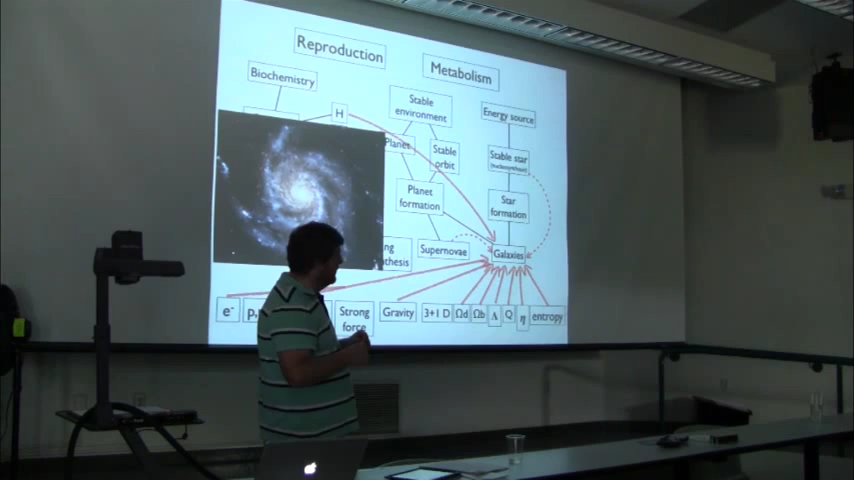 Reproduction
Metabolism
Biochemistry
H
Stable
environment
Energy source
Planet
Stable
orbit
Stable star
(nucleosynthesis)
Planet
formation
Star
formation
Supernovae
Galaxies
e-
Strong
force
Gravity
3+1 D
Ωd
Ωb
Λ
Q
η
entropy